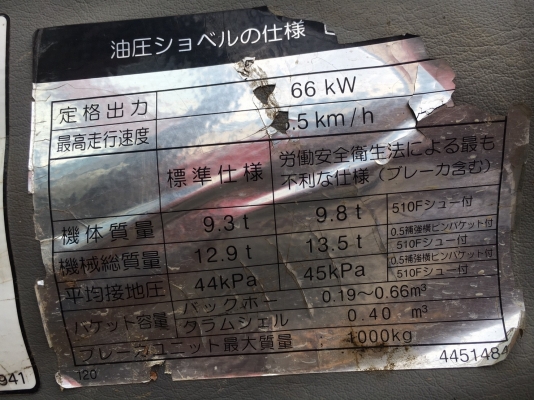 油圧ショベルの仕様
定格出力 66 kW
最高走行速度 .5 km/h
標準仕様 労働安全衛生法による最も不利な仕様(ブレーカ含む)
機体質量 9.3 t 9.8 t 510Fシュー付
機械総質量 12.9 t 13.5 t 0.5補強横ピンバケット付 510Fシュー付
平均接地圧 44kPa 45kPa 0.5補強横ピンバケット付 510Fシュー付
バケット容量 バックホー 0.19～0.66m³
クラムシェル 0.40 m³
ブレーカユニット最大質量 1000kg
120 4451484
941